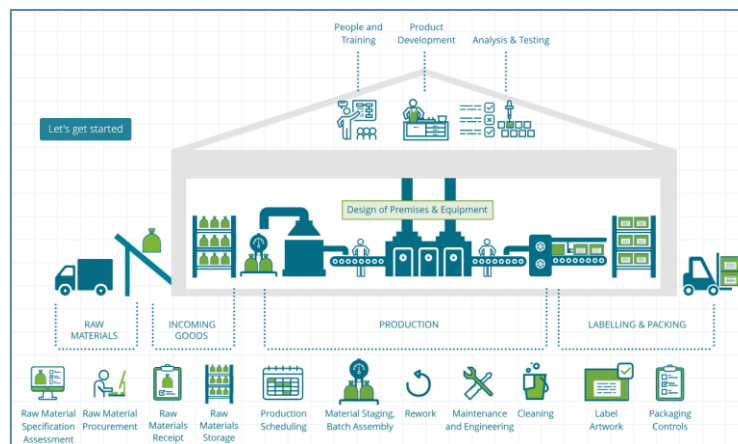 People and
Training
Product
Development
Analysis & Testing
Let's get started
Design of Premises & Equipment
RAW
MATERIALS
INCOMING
GOODS
PRODUCTION
LABELLING & PACKING
Raw Material
Specification
Assessment
Raw Material
Procurement
Raw
Materials
Receipt
Raw
Materials
Storage
Production
Scheduling
Material Staging,
Batch Assembly
Rework
Maintenance
and Engineering
Cleaning
Label
Artwork
Packaging
Controls